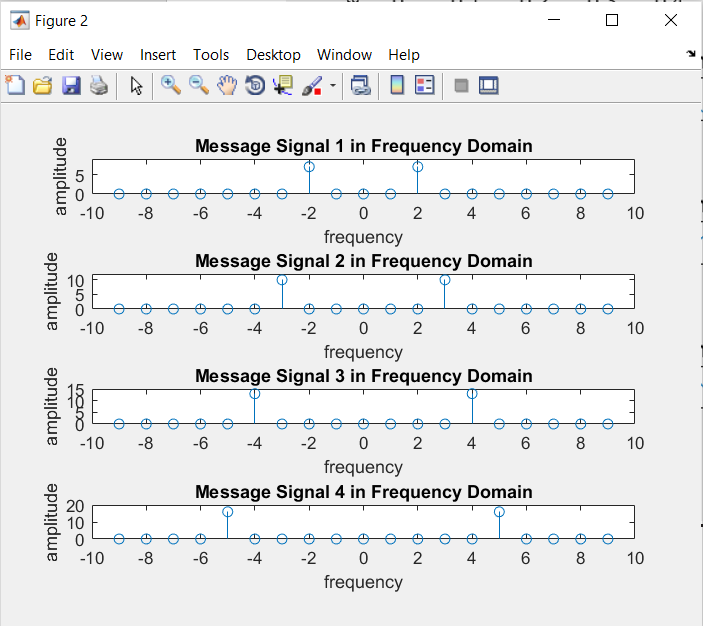 Figure 2
File Edit View Insert Tools Desktop Window Help
Message Signal 1 in Frequency Domain
amplitude
5
0
-10 -8 -6 -4 -2 0 2 4 6 8 10
frequency
Message Signal 2 in Frequency Domain
amplitude
10
5
0
-10 -8 -6 -4 -2 0 2 4 6 8 10
frequency
Message Signal 3 in Frequency Domain
amplitude
15
10
5
0
-10 -8 -6 -4 -2 0 2 4 6 8 10
frequency
Message Signal 4 in Frequency Domain
amplitude
20
10
0
-10 -8 -6 -4 -2 0 2 4 6 8 10
frequency